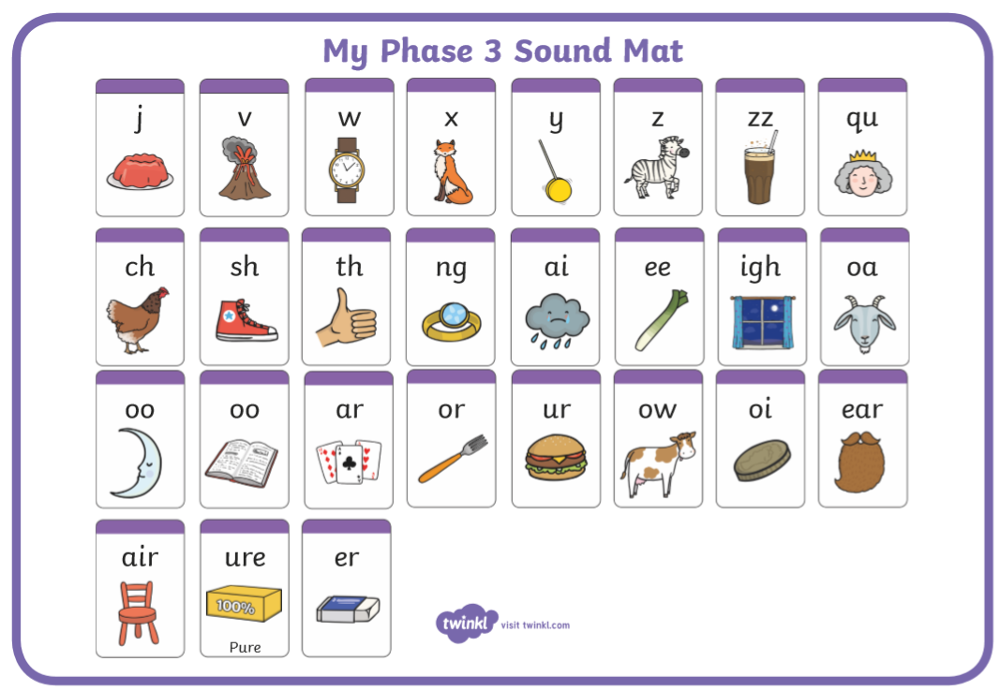 My Phase 3 Sound Mat
j v w x y z zz qu
ch sh th ng ai ee igh oa
oo oo ar or ur ow oi ear
air ure er
100%
Pure
twinkl visit twinkl.com